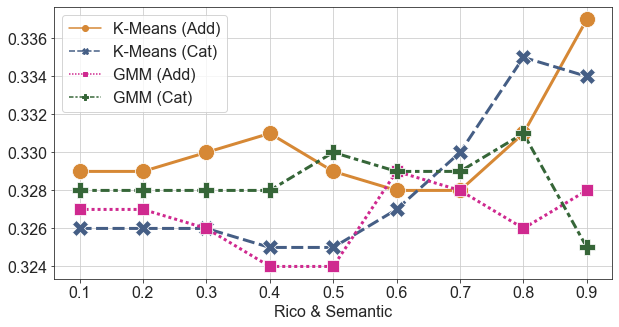 K-Means (Add)
K-Means (Cat)
GMM (Add)
GMM (Cat)
0.336
0.334
0.332
0.330
0.328
0.326
0.324
0.1 0.2 0.3 0.4 0.5 0.6 0.7 0.8 0.9
Rico & Semantic